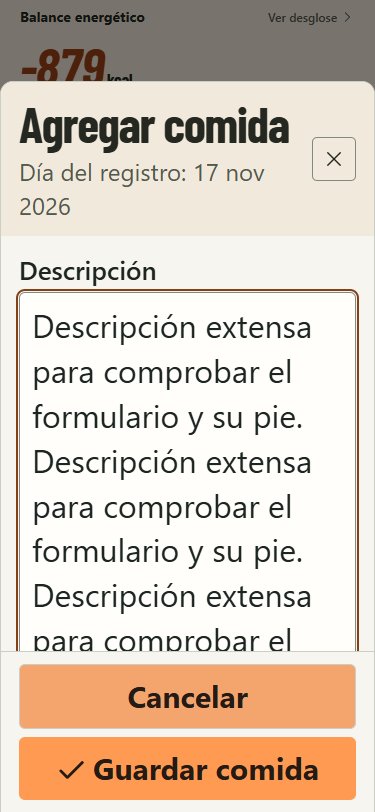 Balance energético
Ver desglose
-879 kcal
Agregar comida
Día del registro: 17 nov
2026
Descripción
Descripción extensa
para comprobar el
formulario y su pie.
Descripción extensa
para comprobar el
formulario y su pie.
Descripción extensa
para comprobar el
Cancelar
Guardar comida